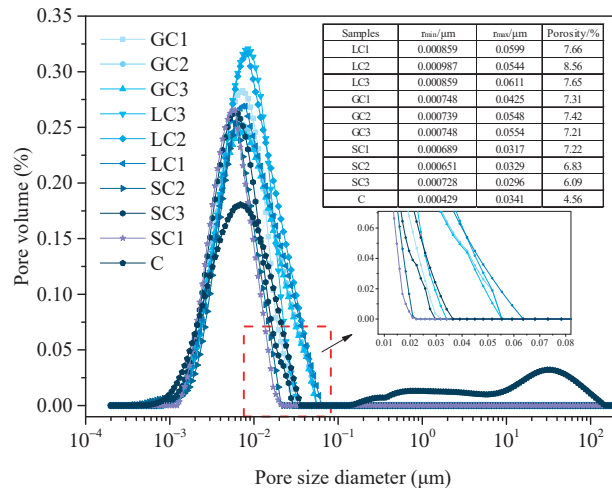 0.35
0.30
0.25
0.20
0.15
0.10
0.05
0.00
Pore volume (%)
GC1
GC2
GC3
LC3
LC2
LC1
SC2
SC3
SC1
C
Samples rmin/μm rmax/μm Porosity/%
LC1 0.000859 0.0599 7.66
LC2 0.000987 0.0544 8.56
LC3 0.000859 0.0611 7.65
GC1 0.000748 0.0425 7.31
GC2 0.000739 0.0548 7.42
GC3 0.000748 0.0554 7.21
SC1 0.000689 0.0317 7.22
SC2 0.000651 0.0329 6.83
SC3 0.000728 0.0296 6.09
C 0.000429 0.0341 4.56
0.06
0.04
0.02
0.00
0.01 0.02 0.03 0.04 0.05 0.06 0.07 0.08
10⁻⁴ 10⁻³ 10⁻² 10⁻¹ 10⁰ 10¹ 10²
Pore size diameter (μm)